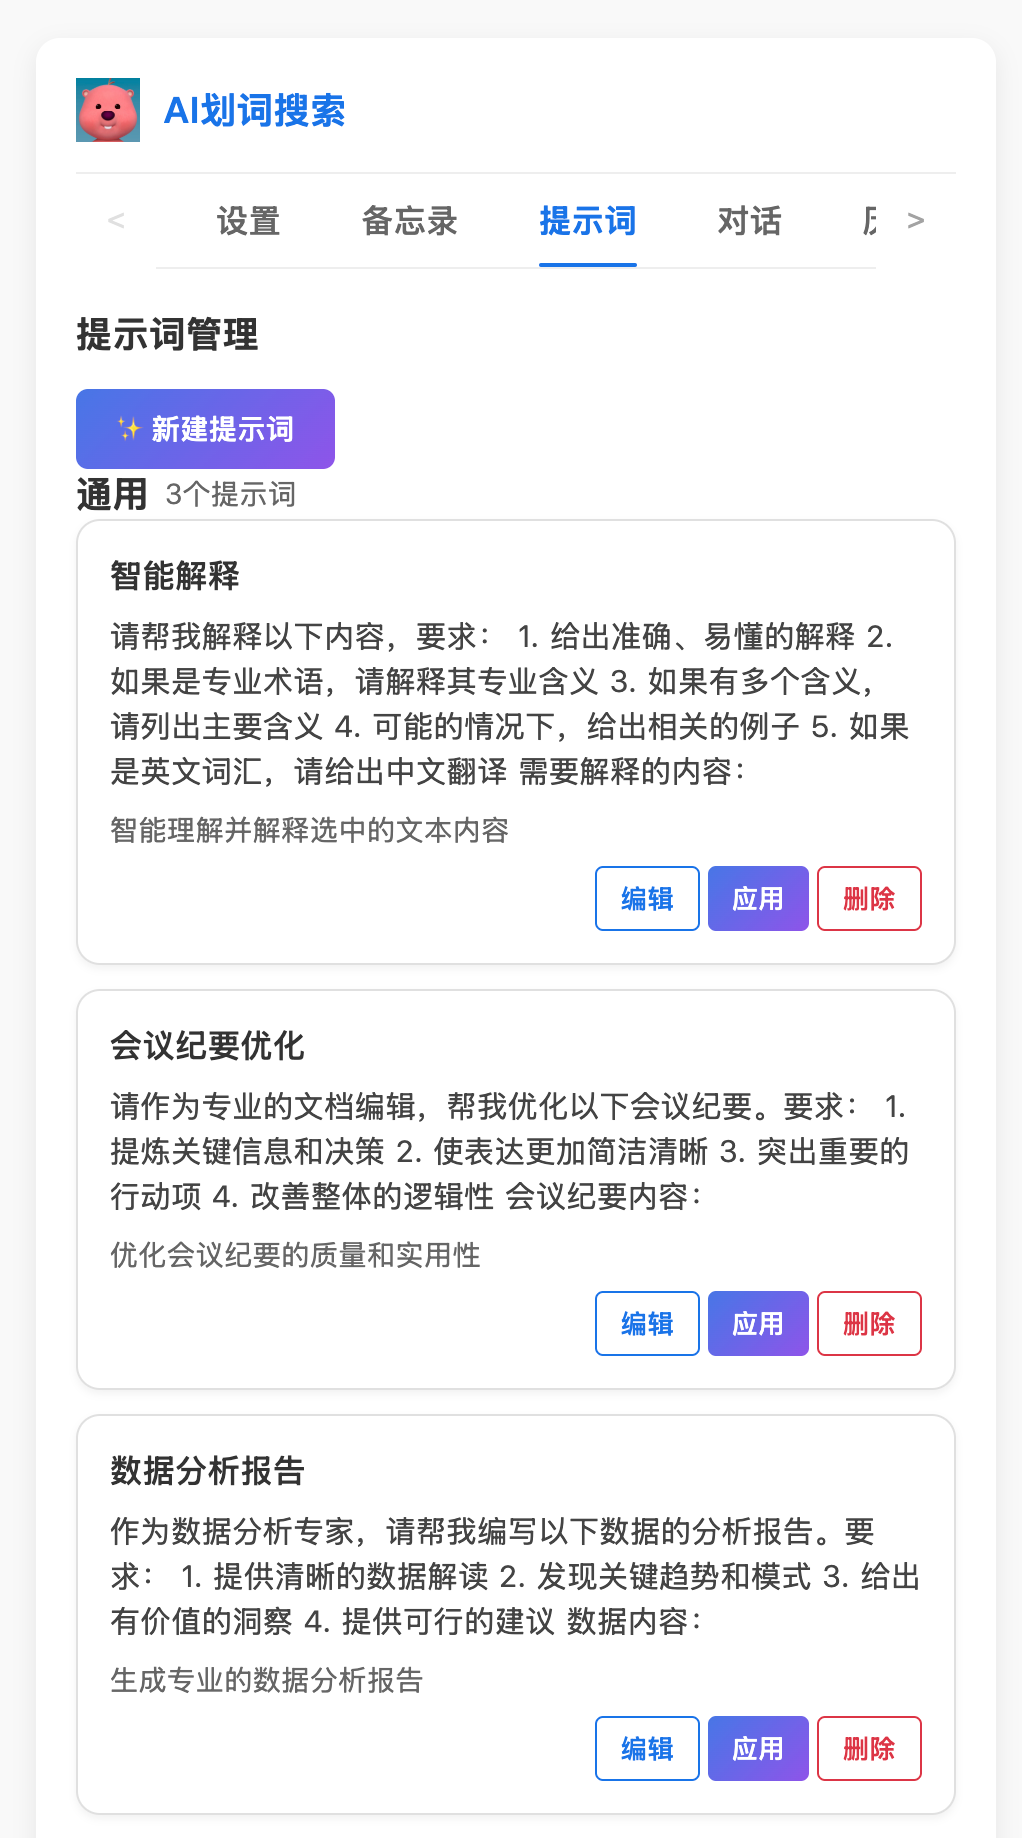 AI划词搜索
< 设置 备忘录 提示词 对话 >
提示词管理
✨ 新建提示词
通用 3个提示词
智能解释
请帮我解释以下内容，要求： 1. 给出准确、易懂的解释 2.
如果是专业术语，请解释其专业含义 3. 如果有多个含义，
请列出主要含义 4. 可能的情况下，给出相关的例子 5. 如果
是英文词汇，请给出中文翻译 需要解释的内容：
智能理解并解释选中的文本内容
编辑 应用 删除
会议纪要优化
请作为专业的文档编辑，帮我优化以下会议纪要。要求： 1.
提炼关键信息和决策 2. 使表达更加简洁清晰 3. 突出重要的
行动项 4. 改善整体的逻辑性 会议纪要内容：
优化会议纪要的质量和实用性
编辑 应用 删除
数据分析报告
作为数据分析专家，请帮我编写以下数据的分析报告。要
求： 1. 提供清晰的数据解读 2. 发现关键趋势和模式 3. 给出
有价值的洞察 4. 提供可行的建议 数据内容：
生成专业的数据分析报告
编辑 应用 删除